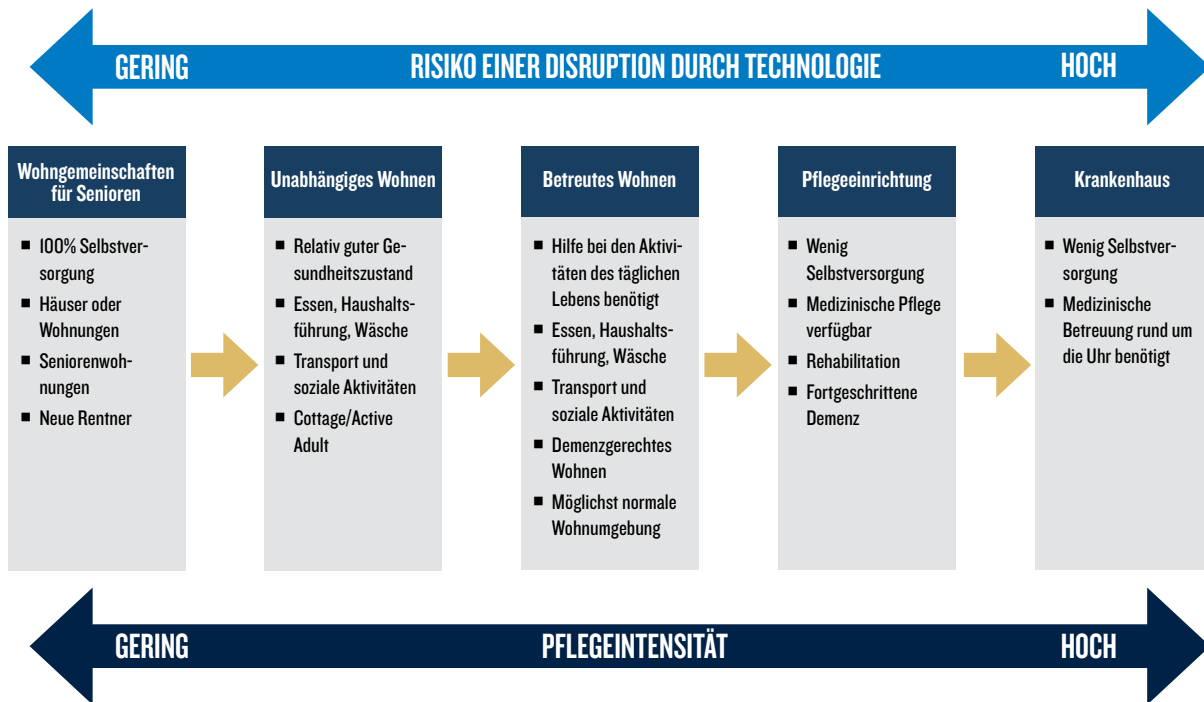 GERING RISIKO EINER DISRUPTION DURCH TECHNOLOGIE HOCH
Wohngemeinschaften
für Senioren
■ 100% Selbstver-
sorgung
■ Häuser oder
Wohnungen
■ Seniorenwoh-
nungen
■ Neue Rentner
Unabhängiges Wohnen
■ Relativ guter Ge-
sundheitszustand
■ Essen, Haushalts-
führung, Wäsche
■ Transport und
soziale Aktivitäten
■ Cottage/Active
Adult
Betreutes Wohnen
■ Hilfe bei den Aktivi-
täten des täglichen
Lebens benötigt
■ Essen, Haushalts-
führung, Wäsche
■ Transport und
soziale Aktivitäten
■ Demenzgerechtes
Wohnen
■ Möglichst normale
Wohnumgebung
Pflegeeinrichtung
■ Wenig
Selbstversorgung
■ Medizinische Pflege
verfügbar
■ Rehabilitation
■ Fortgeschrittene
Demenz
Krankenhaus
■ Wenig Selbstver-
sorgung
■ Medizinische
Betreuung rund um
die Uhr benötigt
GERING PFLEGEINTENSITÄT HOCH